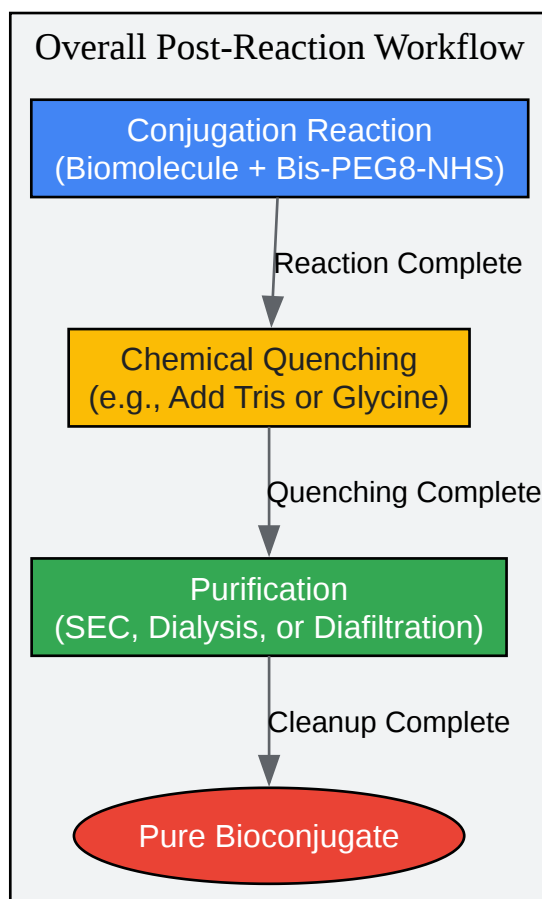 Overall Post-Reaction Workflow
Conjugation Reaction
(Biomolecule + Bis-PEG8-NHS)
Reaction Complete
Chemical Quenching
(e.g., Add Tris or Glycine)
Quenching Complete
Purification
(SEC, Dialysis, or Diafiltration)
Cleanup Complete
Pure Bioconjugate